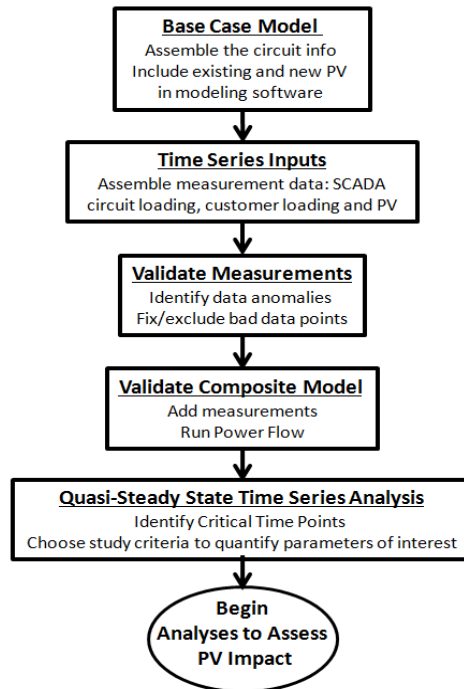 Base Case Model
Assemble the circuit info
Include existing and new PV
in modeling software
Time Series Inputs
Assemble measurement data: SCADA
circuit loading, customer loading and PV
Validate Measurements
Identify data anomalies
Fix/exclude bad data points
Validate Composite Model
Add measurements
Run Power Flow
Quasi-Steady State Time Series Analysis
Identify Critical Time Points
Choose study criteria to quantify parameters of interest
Begin
Analyses to Assess
PV Impact